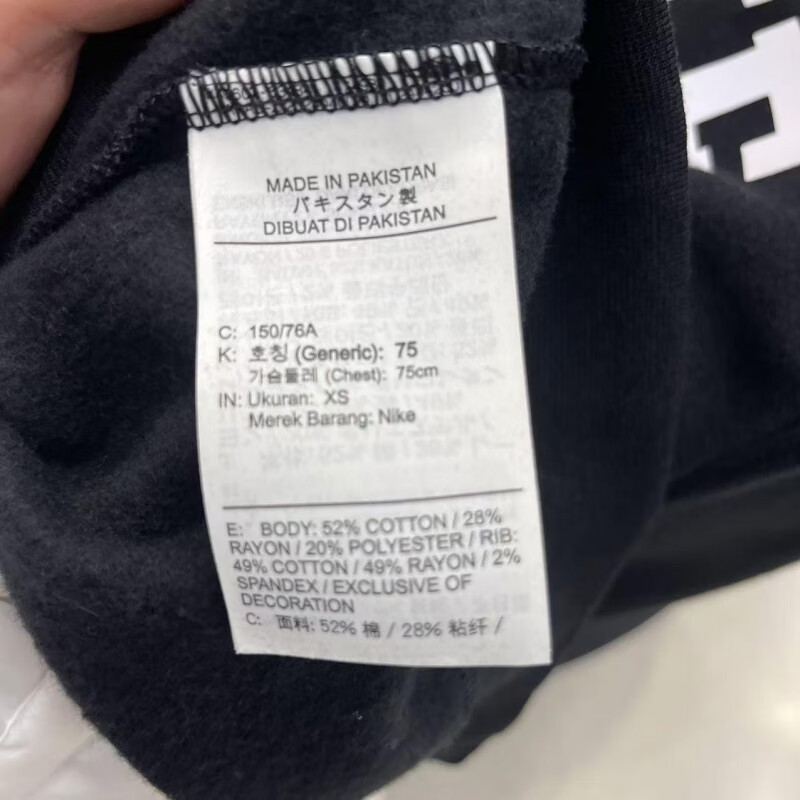 MADE IN PAKISTAN
パキスタン製
DIBUAT DI PAKISTAN
C: 150/76A
K: 호칭 (Generic): 75
가슴둘레 (Chest): 75cm
IN: Ukuran: XS
Merek Barang: Nike
E: BODY: 52% COTTON / 28%
RAYON / 20% POLYESTER / RIB:
49% COTTON / 49% RAYON / 2%
SPANDEX / EXCLUSIVE OF
DECORATION
C: 面料: 52% 棉 / 28% 粘纤 /